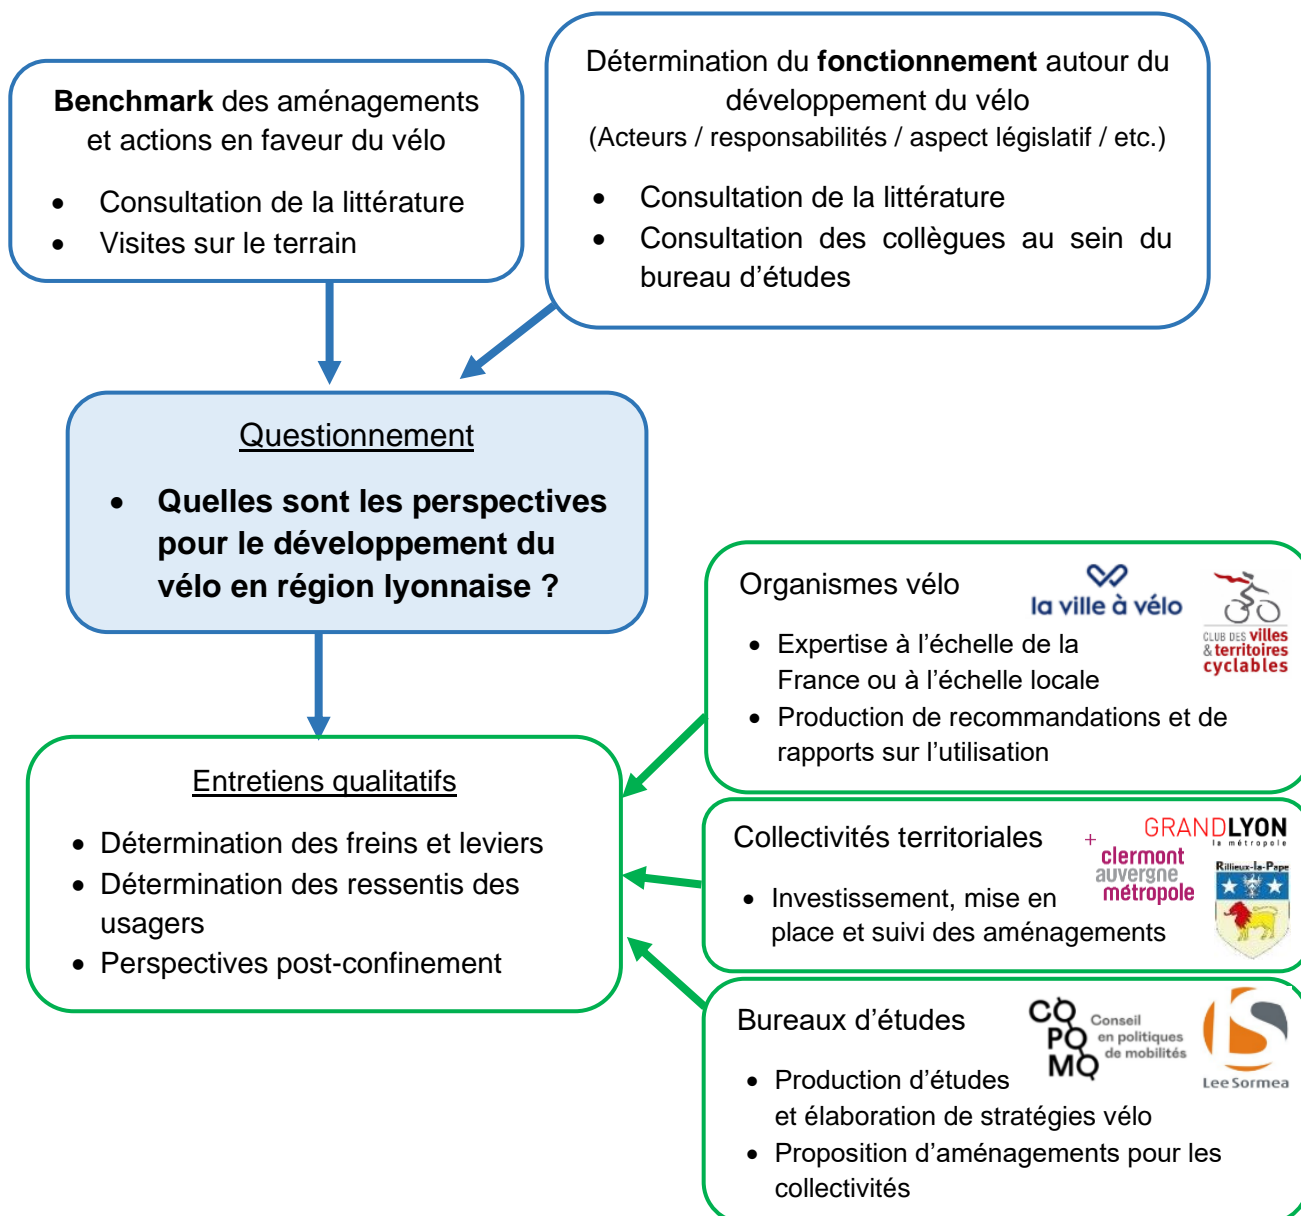 Benchmark des aménagements
et actions en faveur du vélo
• Consultation de la littérature
• Visites sur le terrain
Détermination du fonctionnement autour du
développement du vélo
(Acteurs / responsabilités / aspect législatif / etc.)
• Consultation de la littérature
• Consultation des collègues au sein du
bureau d’études
Questionnement
• Quelles sont les perspectives
pour le développement du
vélo en région lyonnaise ?
Entretiens qualitatifs
• Détermination des freins et leviers
• Détermination des ressentis des
usagers
• Perspectives post-confinement
Organismes vélo
la ville à vélo
CLUB DES villes
& territoires
cyclables
• Expertise à l’échelle de la
France ou à l’échelle locale
• Production de recommandations et de
rapports sur l’utilisation
Collectivités territoriales
GRANDLYON
la métropole
+
clermont
auvergne
métropole
Rillieux-la-Pape
• Investissement, mise en
place et suivi des aménagements
Bureaux d’études
COPOMO
Conseil
en politiques
de mobilités
LeeSormea
• Production d’études
et élaboration de stratégies vélo
• Proposition d’aménagements pour les
collectivités